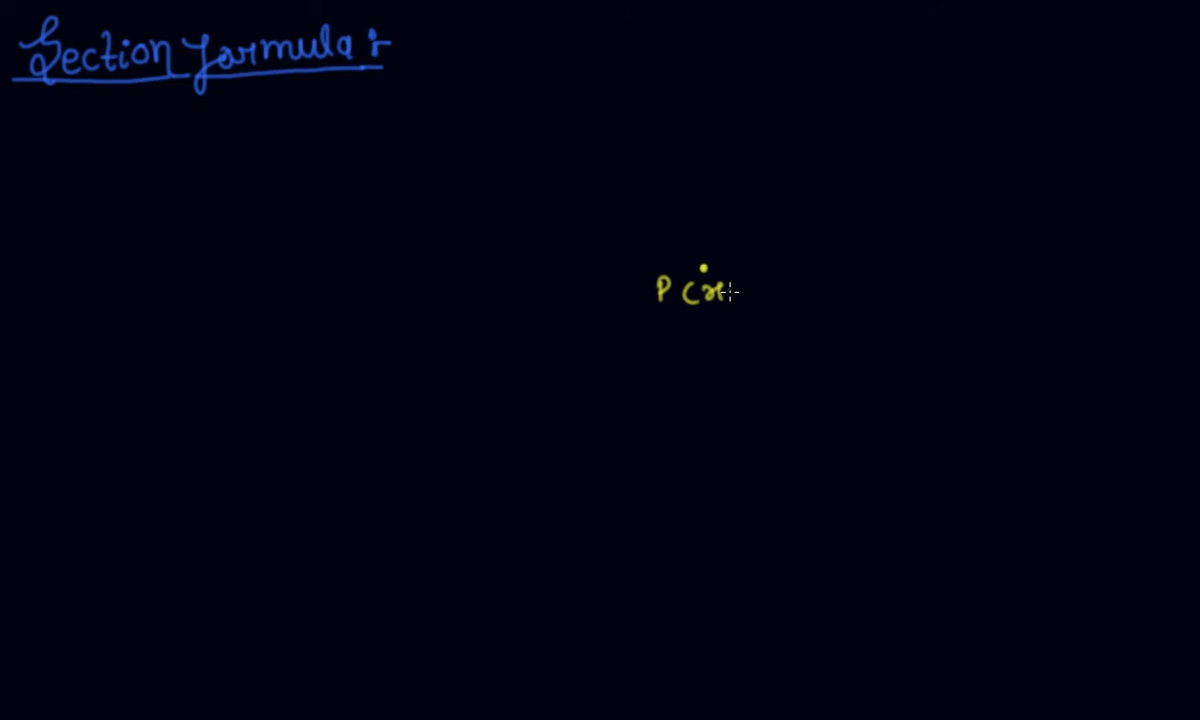 Section formula :-
P (x